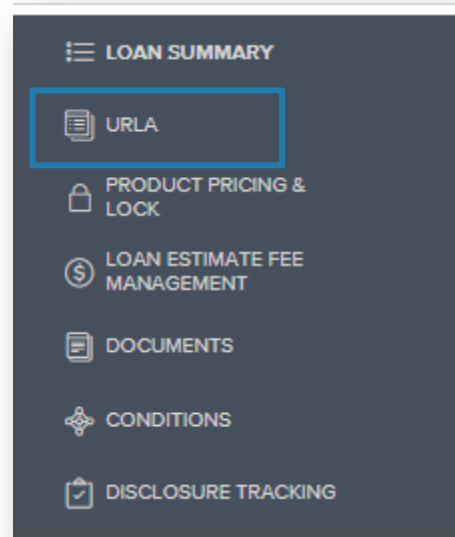 LOAN SUMMARY
URLA
PRODUCT PRICING &
LOCK
LOAN ESTIMATE FEE
MANAGEMENT
DOCUMENTS
CONDITIONS
DISCLOSURE TRACKING